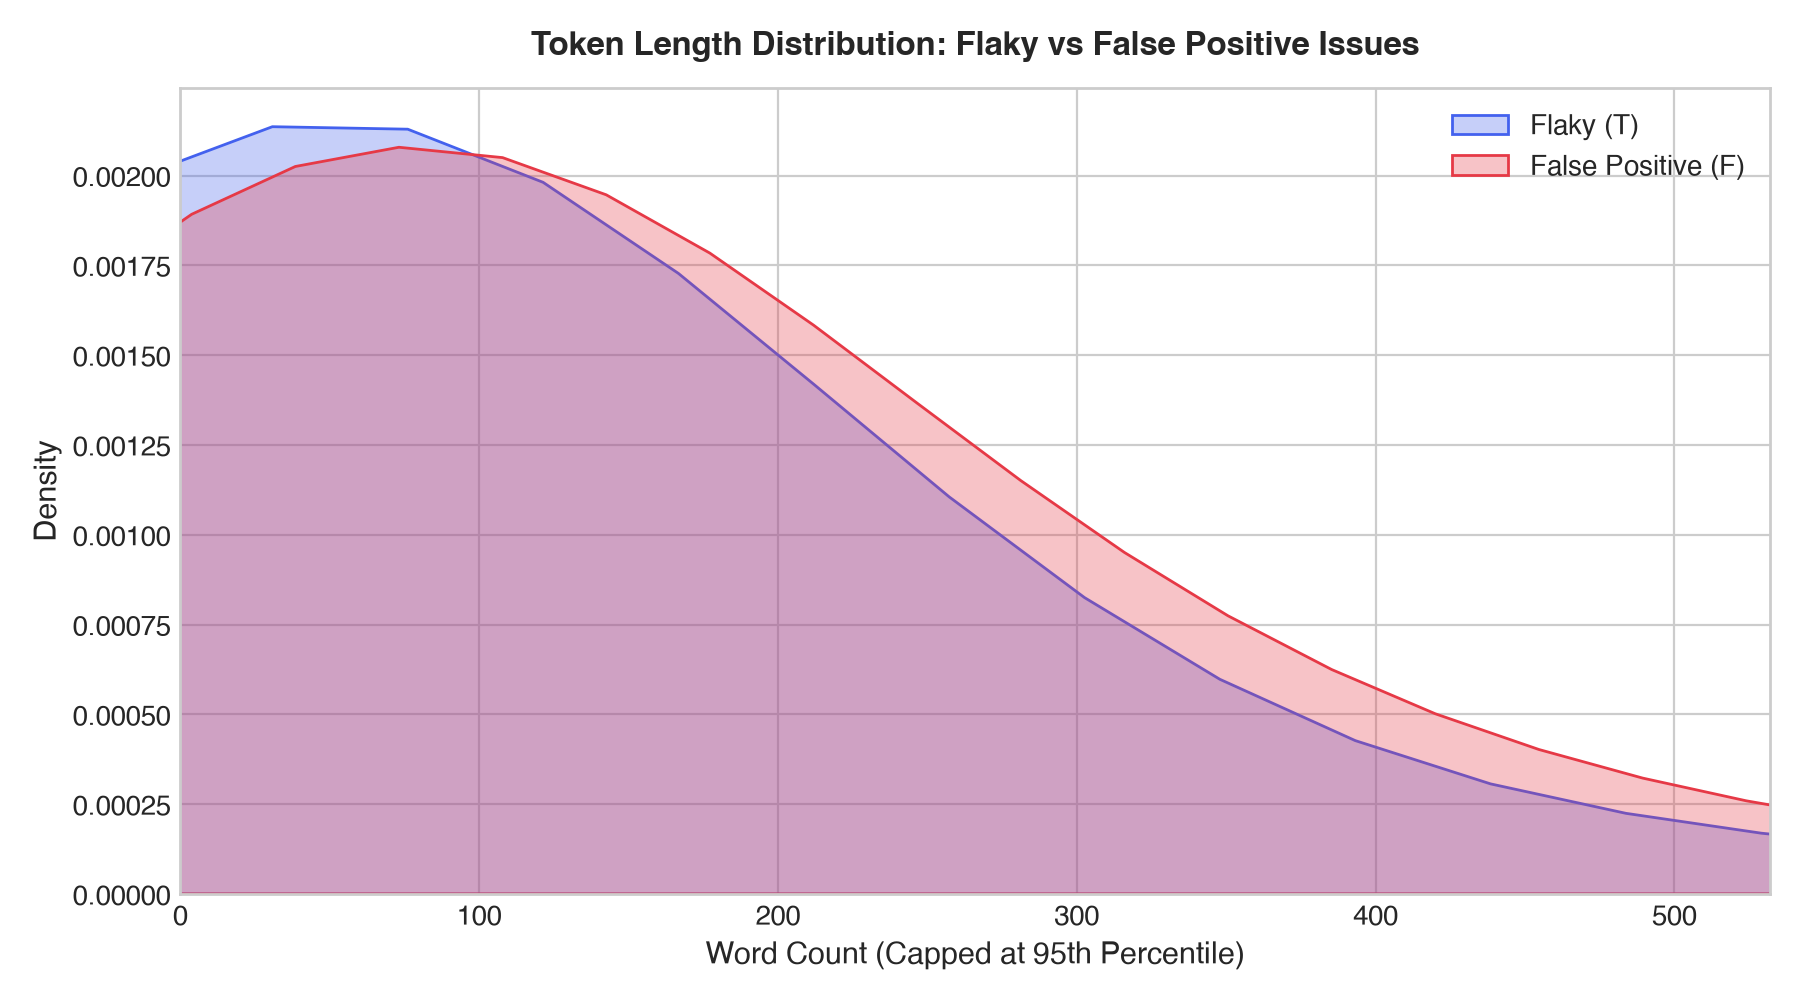 Token Length Distribution: Flaky vs False Positive Issues
Flaky (T)
False Positive (F)
Density
0.00200
0.00175
0.00150
0.00125
0.00100
0.00075
0.00050
0.00025
0.00000
0 100 200 300 400 500
Word Count (Capped at 95th Percentile)